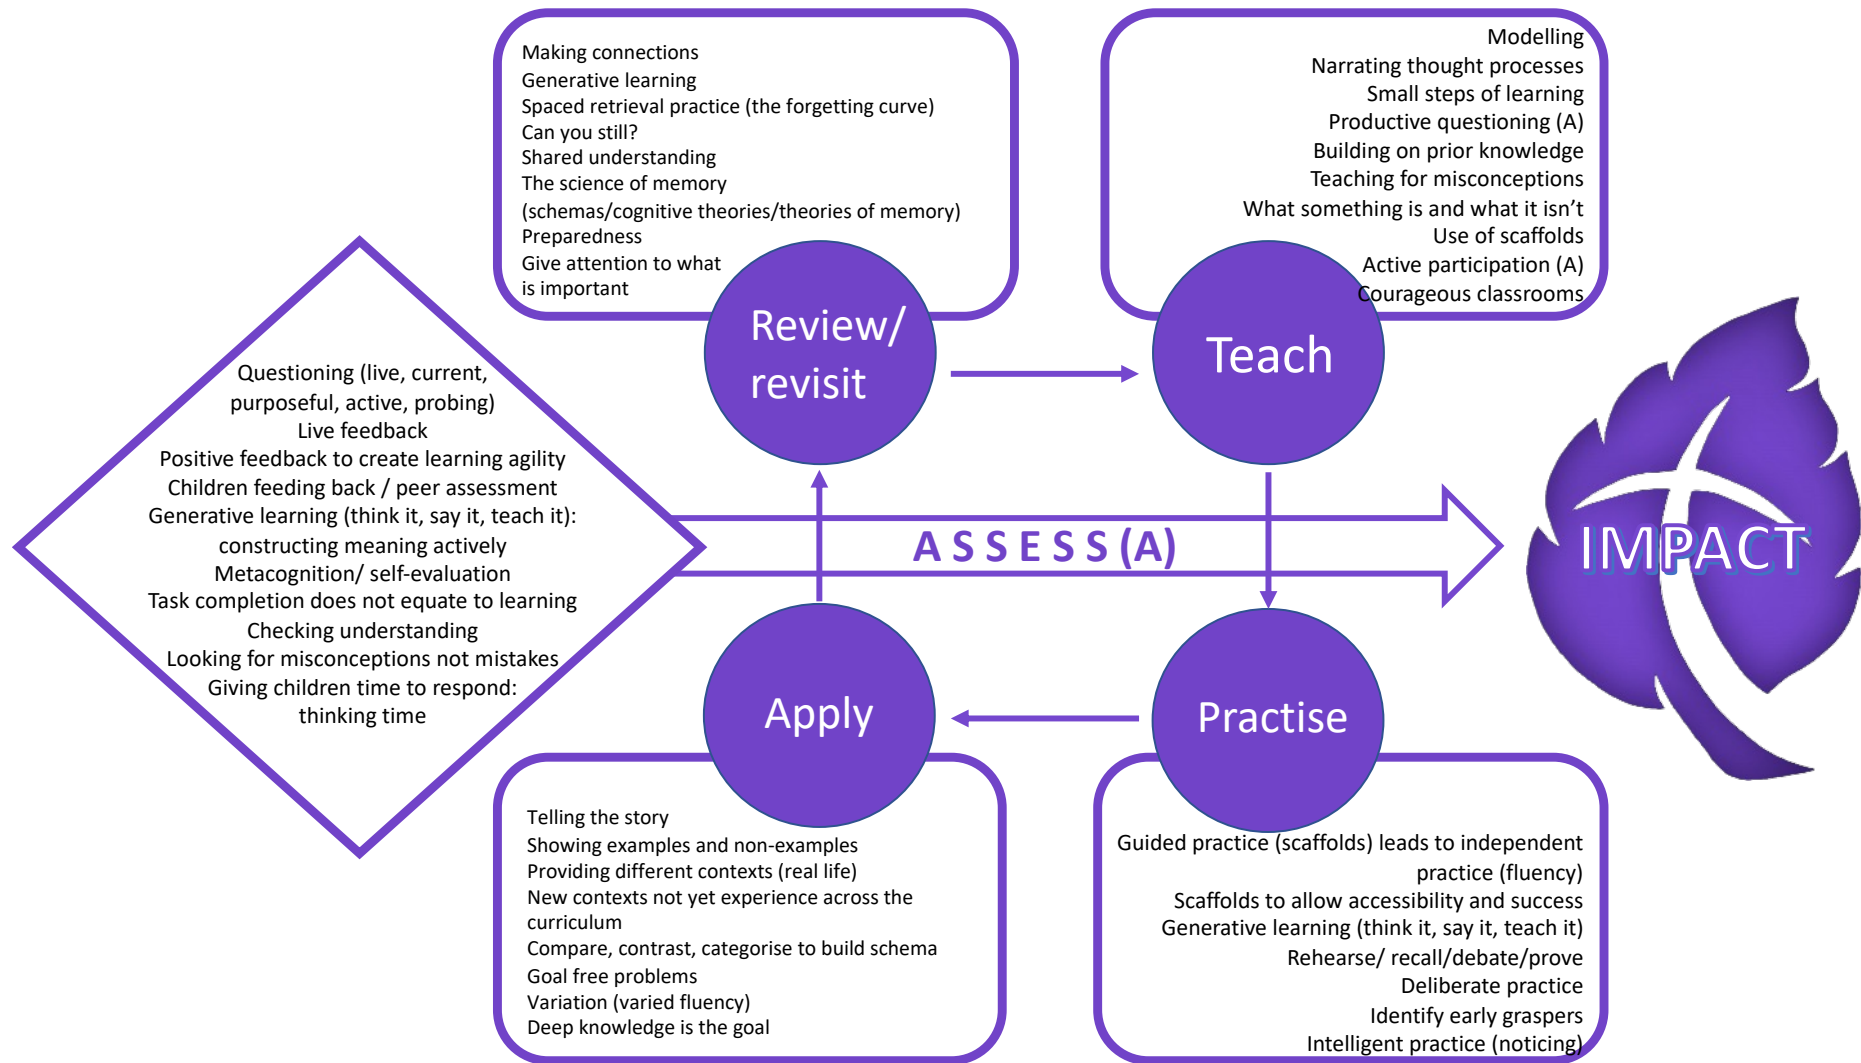 Making connections
Generative learning
Spaced retrieval practice (the forgetting curve)
Can you still?
Shared understanding
The science of memory
(schemas/cognitive theories/theories of memory)
Preparedness
Give attention to what
is important
Review/
revisit
Modelling
Narrating thought processes
Small steps of learning
Productive questioning (A)
Building on prior knowledge
Teaching for misconceptions
What something is and what it isn’t
Use of scaffolds
Active participation (A)
Courageous classrooms
Teach
Questioning (live, current,
purposeful, active, probing)
Live feedback
Positive feedback to create learning agility
Children feeding back / peer assessment
Generative learning (think it, say it, teach it):
constructing meaning actively
Metacognition/ self-evaluation
Task completion does not equate to learning
Checking understanding
Looking for misconceptions not mistakes
Giving children time to respond:
thinking time
A S S E S S (A)
IMPACT
Apply
Telling the story
Showing examples and non-examples
Providing different contexts (real life)
New contexts not yet experience across the
curriculum
Compare, contrast, categorise to build schema
Goal free problems
Variation (varied fluency)
Deep knowledge is the goal
Practise
Guided practice (scaffolds) leads to independent
practice (fluency)
Scaffolds to allow accessibility and success
Generative learning (think it, say it, teach it)
Rehearse/ recall/debate/prove
Deliberate practice
Identify early graspers
Intelligent practice (noticing)